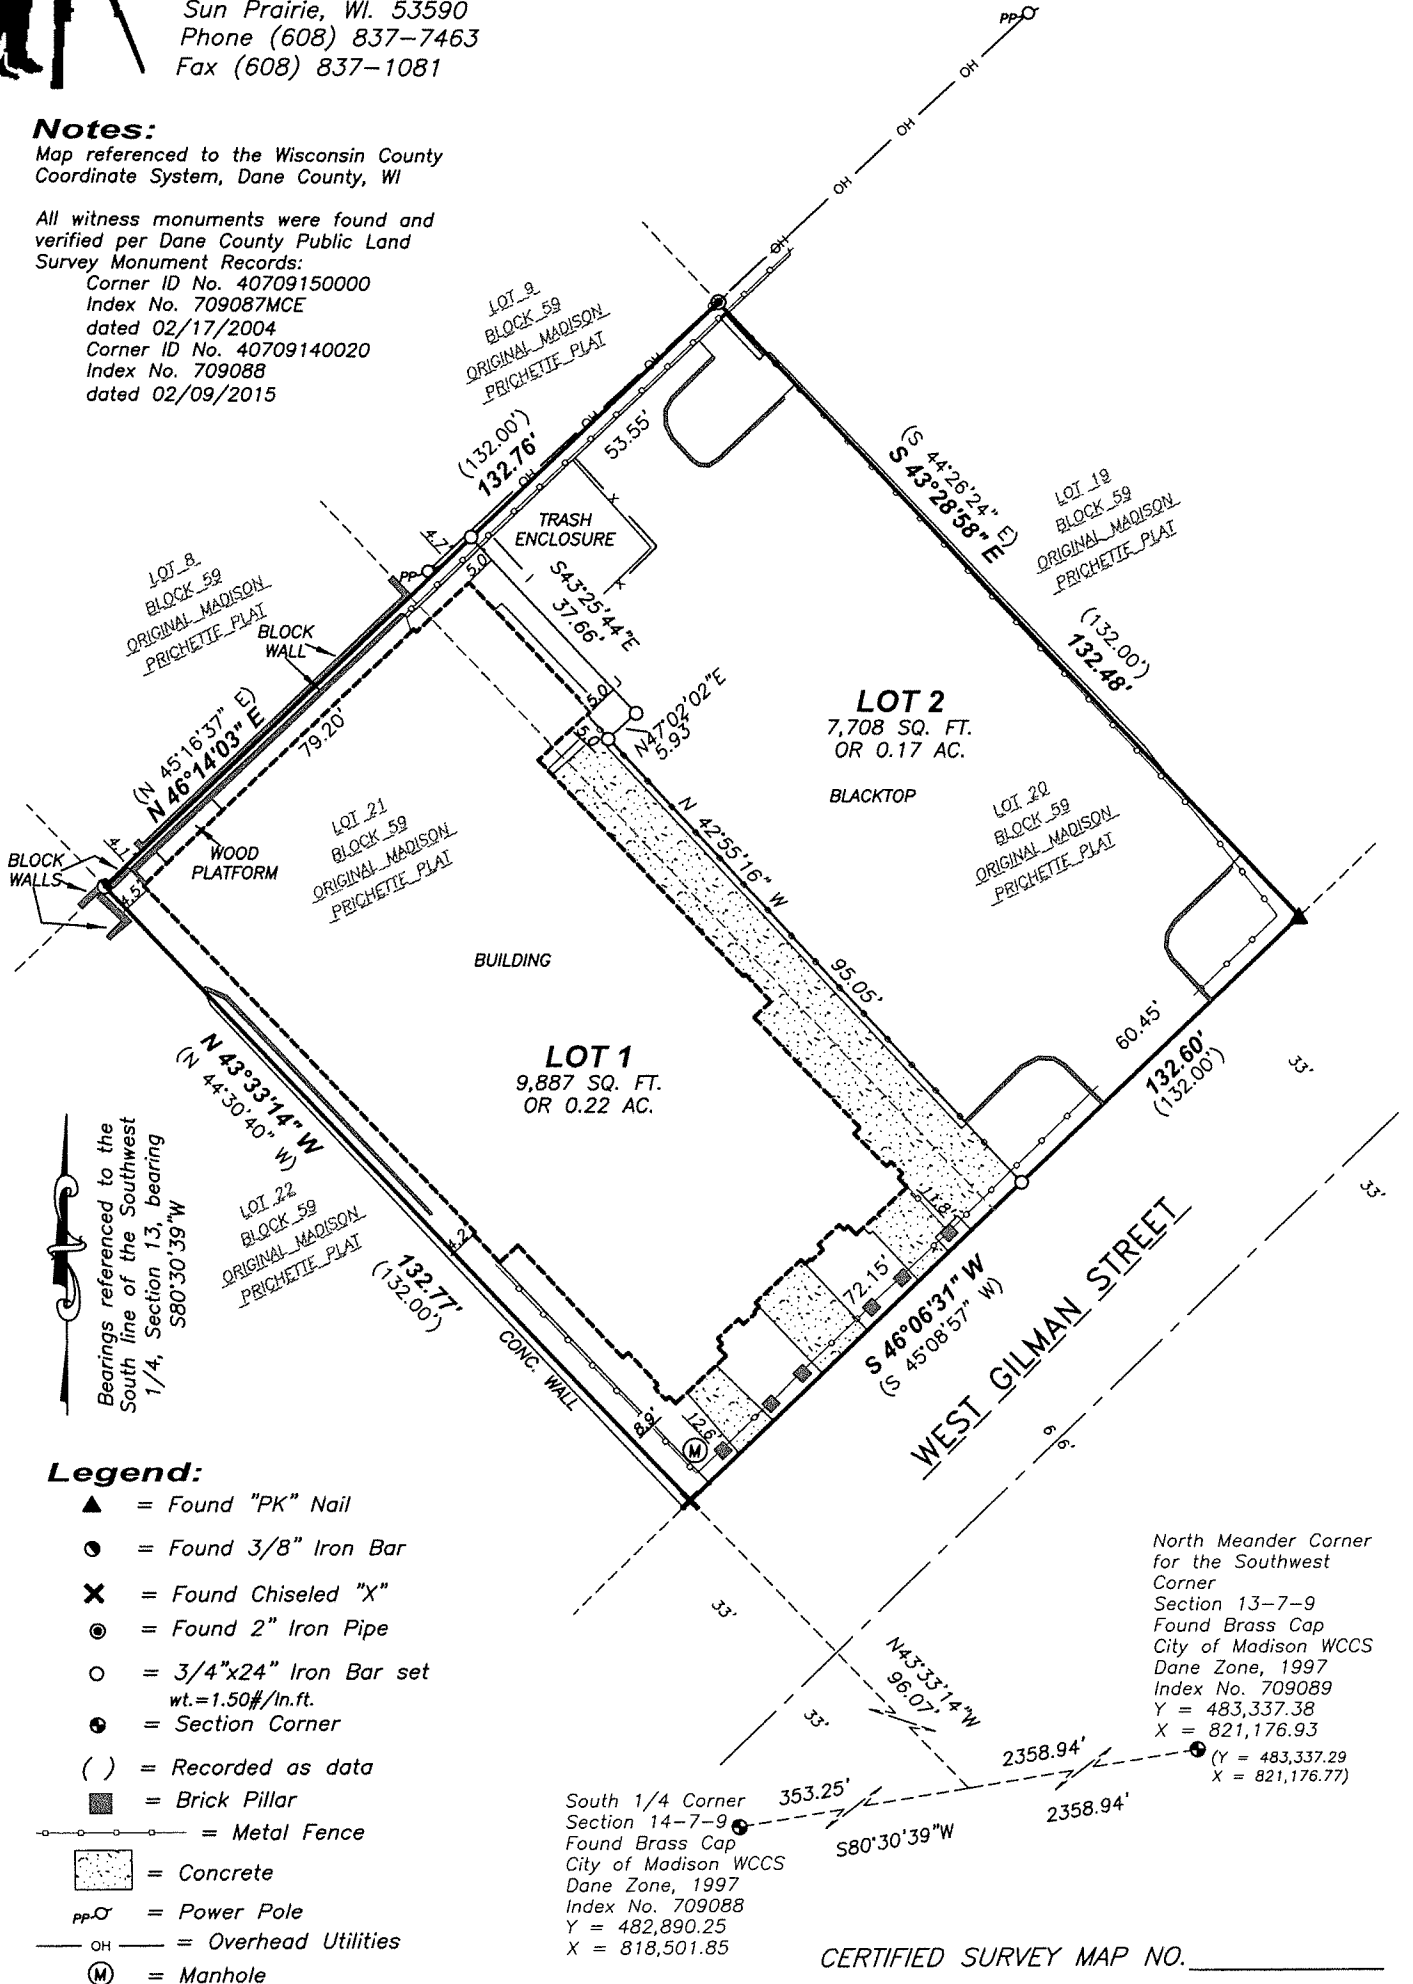 Sun Prairie, WI. 53590
Phone (608) 837-7463
Fax (608) 837-1081
Notes:
Map referenced to the Wisconsin County
Coordinate System, Dane County, WI
All witness monuments were found and
verified per Dane County Public Land
Survey Monument Records:
Corner ID No. 40709150000
Index No. 709087MCE
dated 02/17/2004
Corner ID No. 40709140020
Index No. 709088
dated 02/09/2015
PP
OH
OH
OH
OH
OH
OH
OH
LOT 9
BLOCK 59
ORIGINAL MADISON
PRICHETTE PLAT
(132.00')
132.76'
53.55'
(S 44°26'24" E)
S 43°28'58" E
LOT 19
BLOCK 59
ORIGINAL MADISON
PRICHETTE PLAT
(132.00')
132.48'
TRASH
ENCLOSURE
X
X
4.7'
PP
5.0'
S43°25'44"E
37.66'
LOT 8
BLOCK 59
ORIGINAL MADISON
PRICHETTE PLAT
BLOCK
WALL
(N 45°16'37" E)
N 46°14'03" E
79.20'
5.0'
5.0'
N47°02'02"E
5.93'
LOT 2
7,708 SQ. FT.
OR 0.17 AC.
BLACKTOP
N 42°55'16" W
95.05'
LOT 20
BLOCK 59
ORIGINAL MADISON
PRICHETTE PLAT
LOT 21
BLOCK 59
ORIGINAL MADISON
PRICHETTE PLAT
WOOD
PLATFORM
4.1'
BLOCK
WALLS
4.5'
BUILDING
LOT 1
9,887 SQ. FT.
OR 0.22 AC.
N 43°33'14" W
(N 44°30'40" W)
LOT 22
BLOCK 59
ORIGINAL MADISON
PRICHETTE PLAT
4.2'
132.77'
(132.00')
CONC. WALL
8.9'
12.6'
M
11.8'
72.15'
S 46°06'31" W
(S 45°08'57" W)
60.45'
132.60'
(132.00')
33'
33'
WEST GILMAN STREET
66'
33'
33'
Bearings referenced to the
South line of the Southwest
1/4, Section 13, bearing
S80°30'39"W
Legend:
= Found "PK" Nail
= Found 3/8" Iron Bar
= Found Chiseled "X"
= Found 2" Iron Pipe
= 3/4"x24" Iron Bar set
wt.=1.50#/ln.ft.
= Section Corner
( ) = Recorded as data
= Brick Pillar
= Metal Fence
= Concrete
PP = Power Pole
OH = Overhead Utilities
M = Manhole
N43°33'14"W
96.07'
North Meander Corner
for the Southwest
Corner
Section 13-7-9
Found Brass Cap
City of Madison WCCS
Dane Zone, 1997
Index No. 709089
Y = 483,337.38
X = 821,176.93
(Y = 483,337.29
X = 821,176.77)
353.25'
2358.94'
S80°30'39"W
2358.94'
South 1/4 Corner
Section 14-7-9
Found Brass Cap
City of Madison WCCS
Dane Zone, 1997
Index No. 709088
Y = 482,890.25
X = 818,501.85
CERTIFIED SURVEY MAP NO.